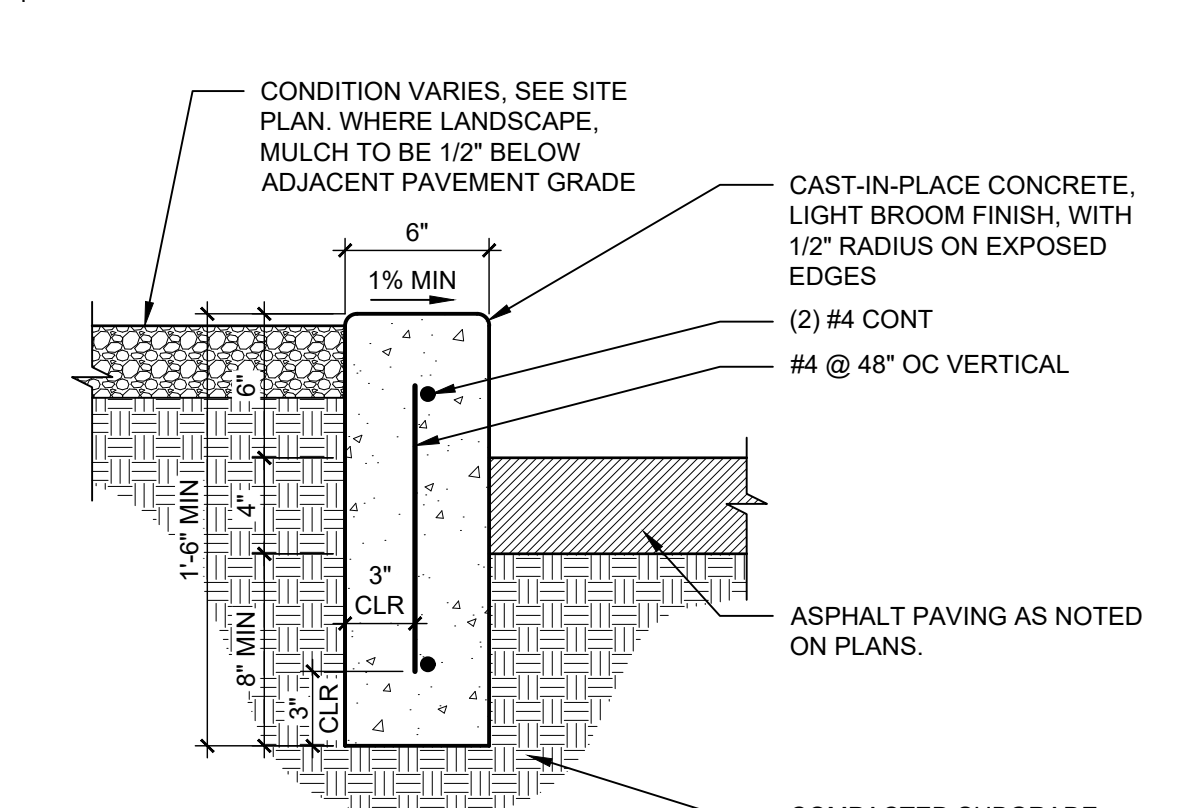 CONDITION VARIES, SEE SITE
PLAN. WHERE LANDSCAPE,
MULCH TO BE 1/2" BELOW
ADJACENT PAVEMENT GRADE
CAST-IN-PLACE CONCRETE,
LIGHT BROOM FINISH, WITH
1/2" RADIUS ON EXPOSED
EDGES
6"
1% MIN
(2) #4 CONT
#4 @ 48" OC VERTICAL
6"
4"
1'-6" MIN
8" MIN
3"
CLR
3"
CLR
ASPHALT PAVING AS NOTED
ON PLANS.
COMPACTED SUBGRADE